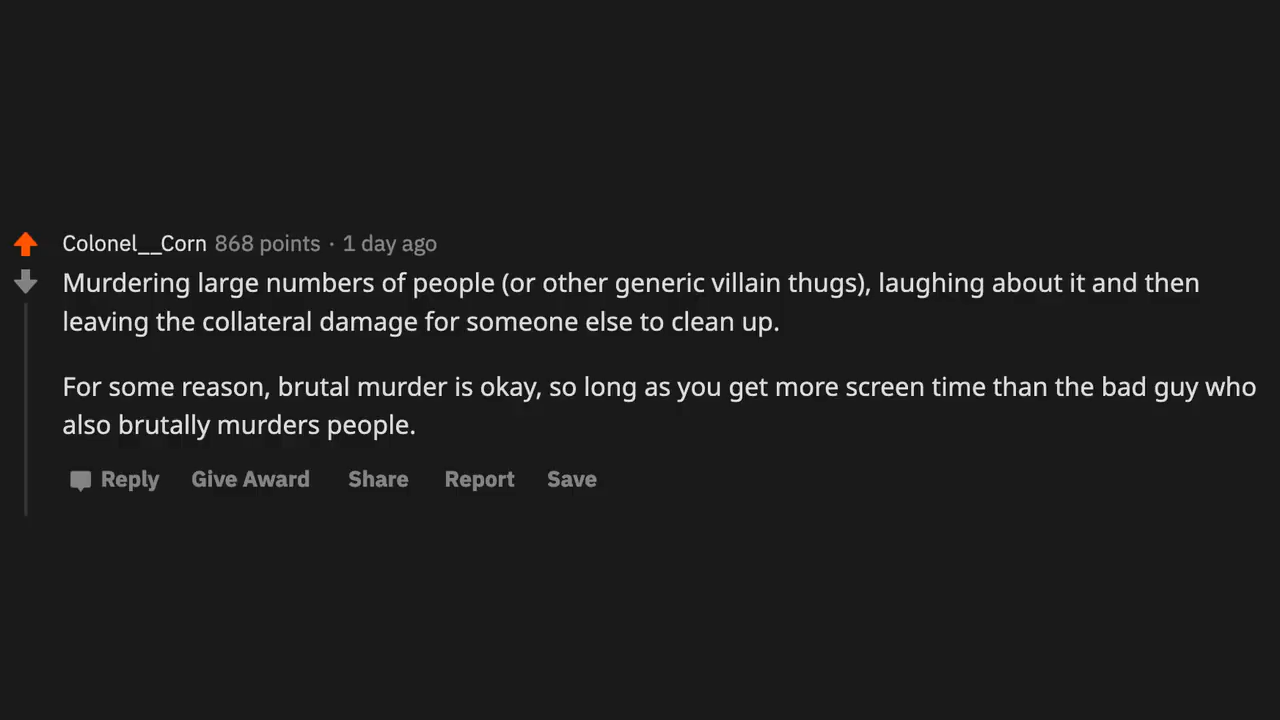 Colonel__Corn 868 points · 1 day ago
Murdering large numbers of people (or other generic villain thugs), laughing about it and then
leaving the collateral damage for someone else to clean up.
For some reason, brutal murder is okay, so long as you get more screen time than the bad guy who
also brutally murders people.
Reply Give Award Share Report Save